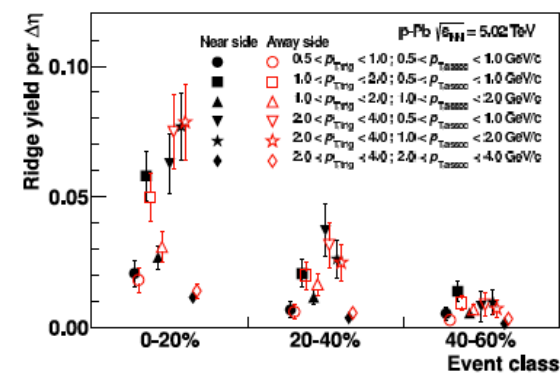 p-Pb √sNN = 5.02 TeV
Near side Away side
0.5 < pT,trig < 1.0 ; 0.5 < pT,assoc < 1.0 GeV/c
1.0 < pT,trig < 2.0 ; 0.5 < pT,assoc < 1.0 GeV/c
1.0 < pT,trig < 2.0 ; 1.0 < pT,assoc < 2.0 GeV/c
2.0 < pT,trig < 4.0 ; 0.5 < pT,assoc < 1.0 GeV/c
2.0 < pT,trig < 4.0 ; 1.0 < pT,assoc < 2.0 GeV/c
2.0 < pT,trig < 4.0 ; 2.0 < pT,assoc < 4.0 GeV/c
Ridge yield per Δη
0.10
0.05
0.00
0-20% 20-40% 40-60%
Event class